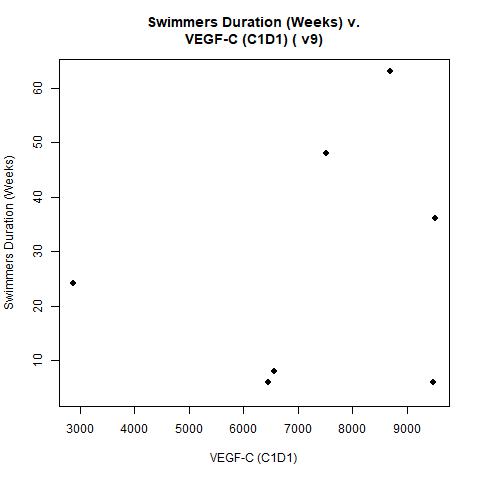 Swimmers Duration (Weeks) v.
VEGF-C (C1D1) ( v9)
Swimmers Duration (Weeks)
60
50
40
30
20
10
3000 4000 5000 6000 7000 8000 9000
VEGF-C (C1D1)